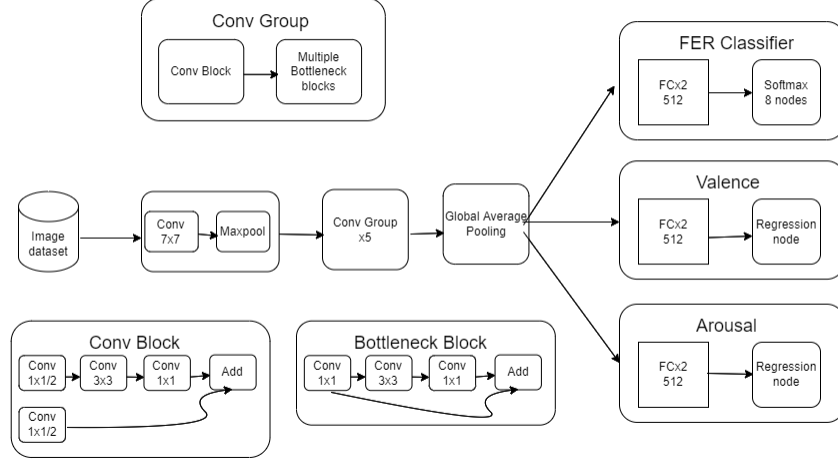 Conv Group
Conv Block
Multiple
Bottleneck
blocks
FER Classifier
FCx2
512
Softmax
8 nodes
Image
dataset
Conv
7x7
Maxpool
Conv Group
x5
Global Average
Pooling
Valence
FCx2
512
Regression
node
Conv Block
Conv
1x1/2
Conv
3x3
Conv
1x1
Add
Conv
1x1/2
Bottleneck Block
Conv
1x1
Conv
3x3
Conv
1x1
Add
Arousal
FCx2
512
Regression
node